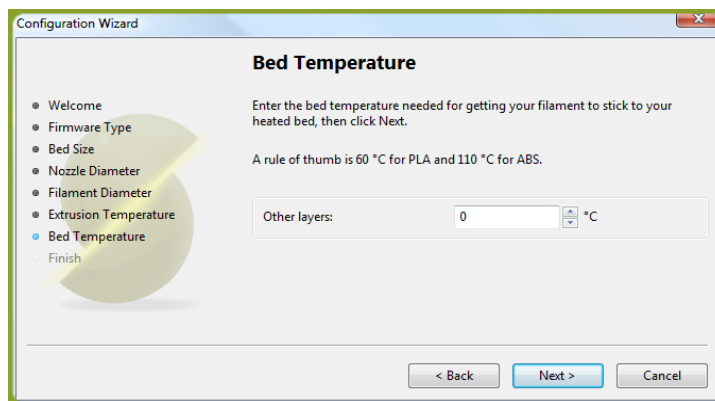 Configuration Wizard
Bed Temperature
Welcome
Firmware Type
Bed Size
Nozzle Diameter
Filament Diameter
Extrusion Temperature
Bed Temperature
Finish
Enter the bed temperature needed for getting your filament to stick to your
heated bed, then click Next.
A rule of thumb is 60 °C for PLA and 110 °C for ABS.
Other layers: 0 °C
< Back Next > Cancel